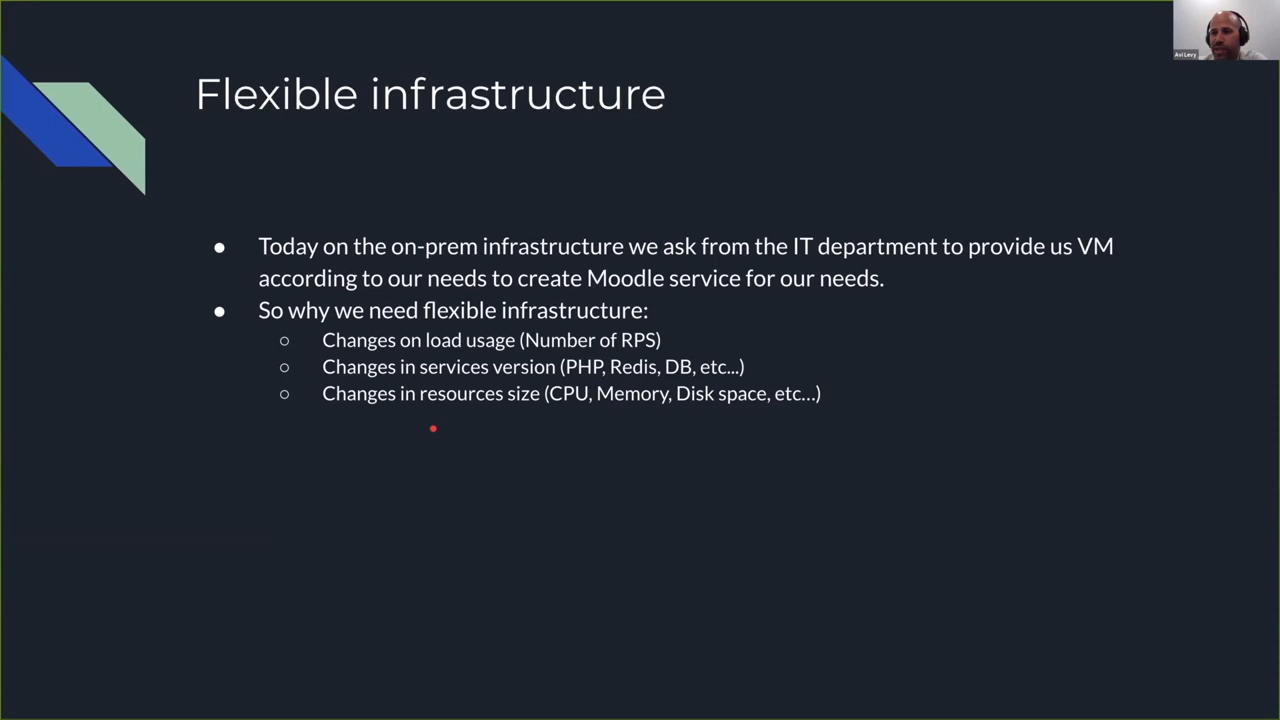 Avi Levy
Flexible infrastructure
● Today on the on-prem infrastructure we ask from the IT department to provide us VM
according to our needs to create Moodle service for our needs.
● So why we need flexible infrastructure:
○ Changes on load usage (Number of RPS)
○ Changes in services version (PHP, Redis, DB, etc...)
○ Changes in resources size (CPU, Memory, Disk space, etc...)